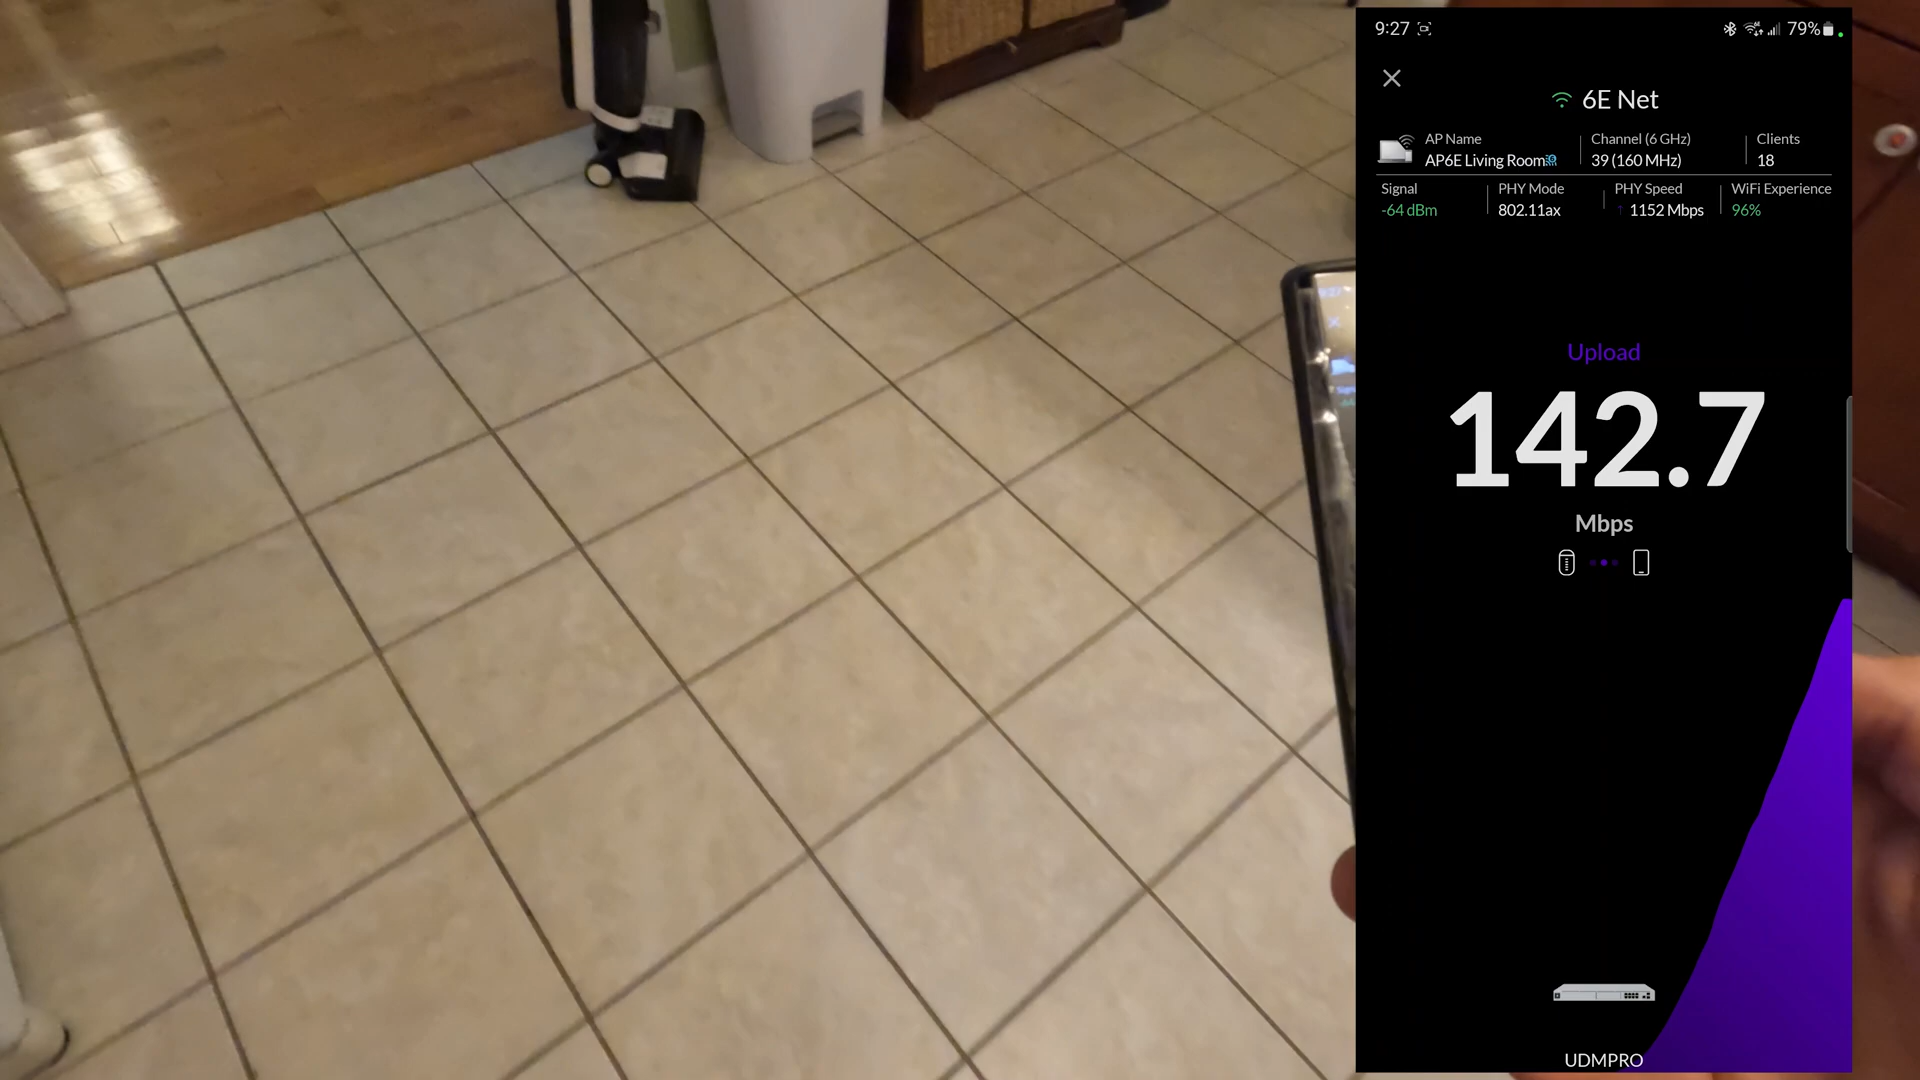 9:27
79%
6E Net
AP Name
AP6E Living Room
Channel (6 GHz)
39 (160 MHz)
Clients
18
Signal
-64 dBm
PHY Mode
802.11ax
PHY Speed
↑ 1152 Mbps
WiFi Experience
96%
Upload
142.7
Mbps
UDMPRO